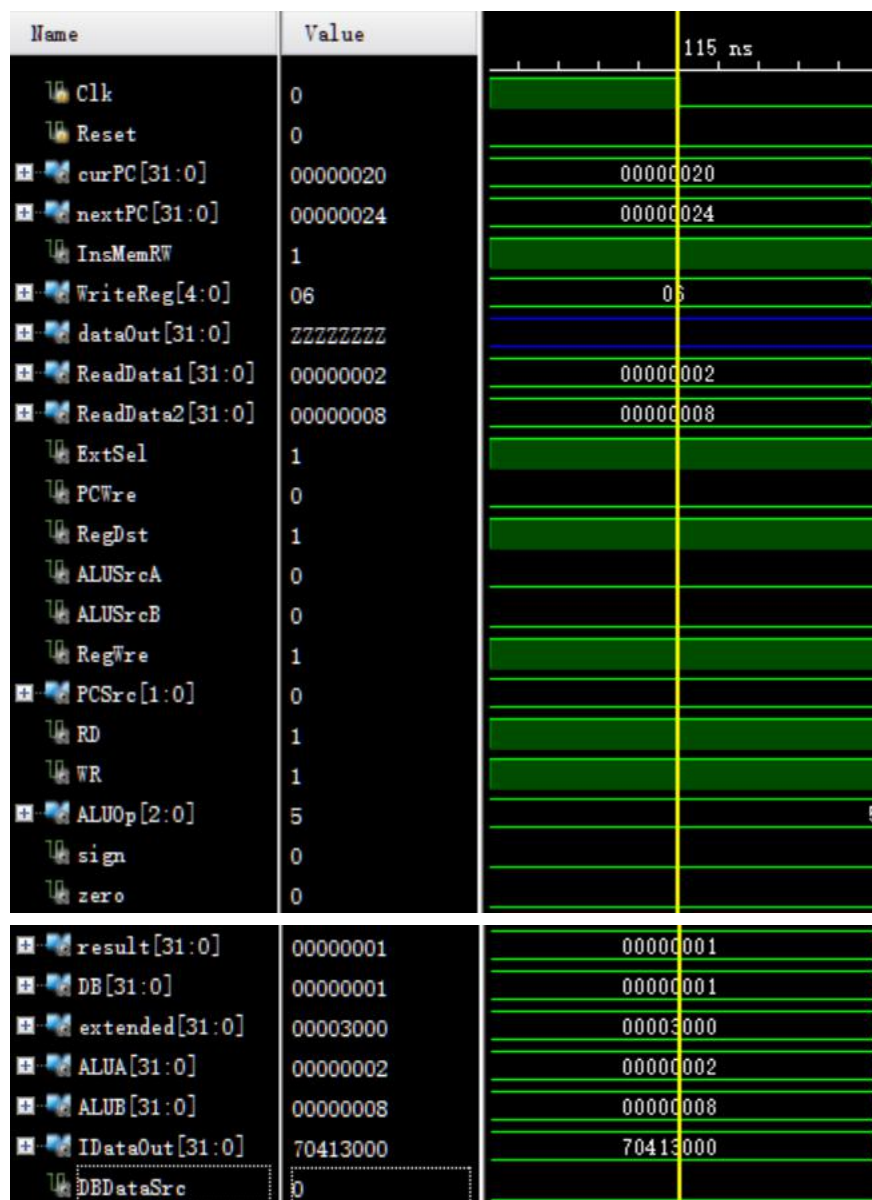 Name Value 115 ns
Clk 0
Reset 0
curPC[31:0] 00000020 00000020
nextPC[31:0] 00000024 00000024
InsMemRW 1
WriteReg[4:0] 06 06
dataOut[31:0] ZZZZZZZZ
ReadData1[31:0] 00000002 00000002
ReadData2[31:0] 00000008 00000008
ExtSel 1
PCWre 0
RegDst 1
ALUSrcA 0
ALUSrcB 0
RegWre 1
PCSrc[1:0] 0
RD 1
WR 1
ALUOp[2:0] 5
sign 0
zero 0
result[31:0] 00000001 00000001
DB[31:0] 00000001 00000001
extended[31:0] 00003000 00003000
ALUA[31:0] 00000002 00000002
ALUB[31:0] 00000008 00000008
IDataOut[31:0] 70413000 70413000
DBDataSrc 0